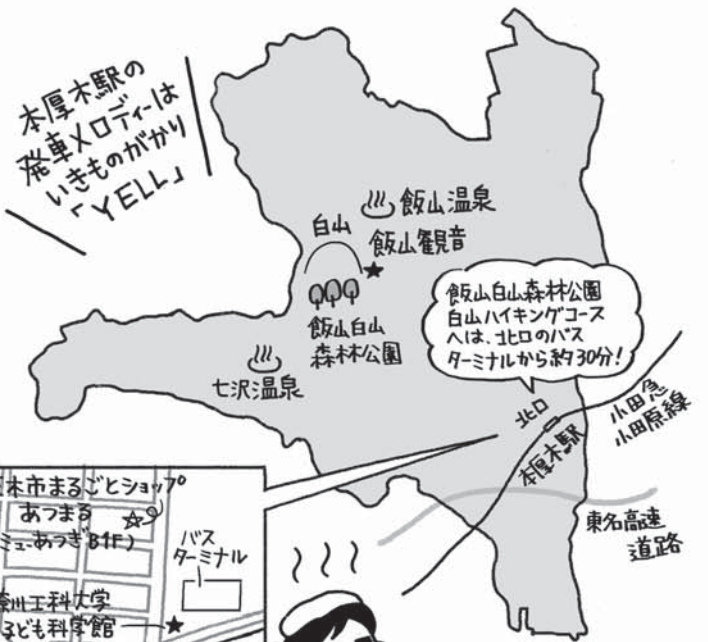 本厚木駅の
発車メロディーは
いきものがかり
「YELL」
飯山温泉
白山
飯山観音
飯山白山
森林公園
七沢温泉
飯山白山森林公園
白山ハイキングコース
へは、北口のバス
ターミナルから約30分!
北口
本厚木駅
小田急
小田原線
東名高速
道路
木市まるごとショップ
あつまる
ミューあつぎB1F)
バス
ターミナル
奈川工科大学
子ども科学館